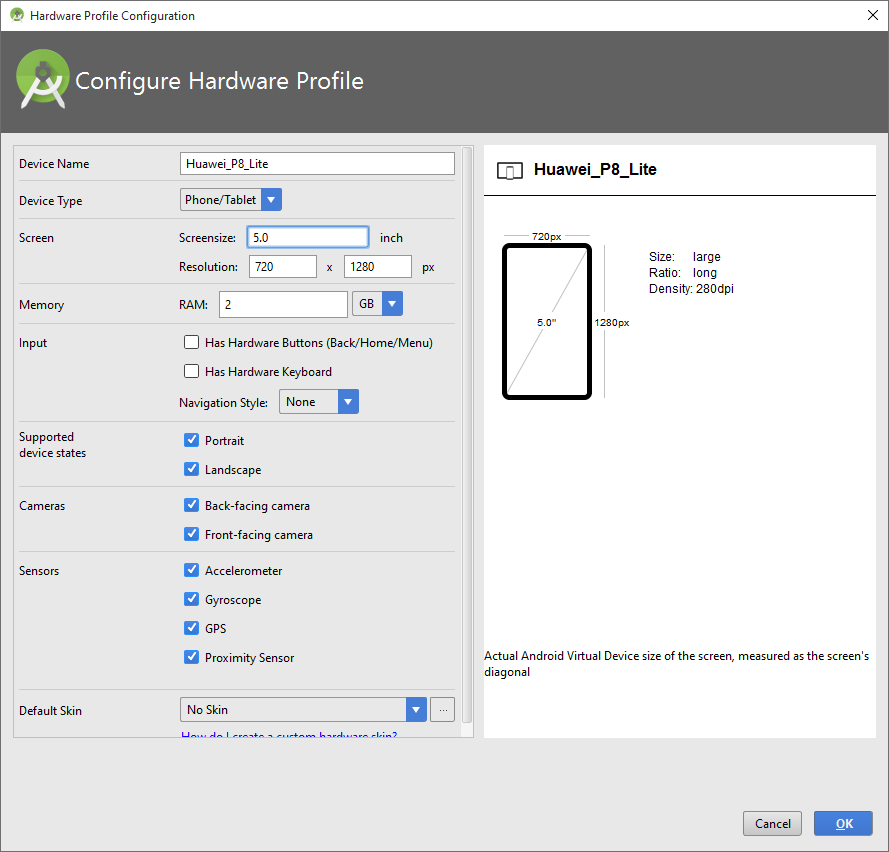 Hardware Profile Configuration
Configure Hardware Profile
Device Name
Huawei_P8_Lite
Device Type
Phone/Tablet
Screen
Screensize:
5.0
inch
Resolution:
720
x
1280
px
Memory
RAM:
2
GB
Input
Has Hardware Buttons (Back/Home/Menu)
Has Hardware Keyboard
Navigation Style:
None
Supported
device states
Portrait
Landscape
Cameras
Back-facing camera
Front-facing camera
Sensors
Accelerometer
Gyroscope
GPS
Proximity Sensor
Default Skin
No Skin
...
How do I create a custom hardware skin?
Huawei_P8_Lite
720px
5.0"
1280px
Size: large
Ratio: long
Density: 280dpi
Actual Android Virtual Device size of the screen, measured as the screen's
diagonal
Cancel
OK